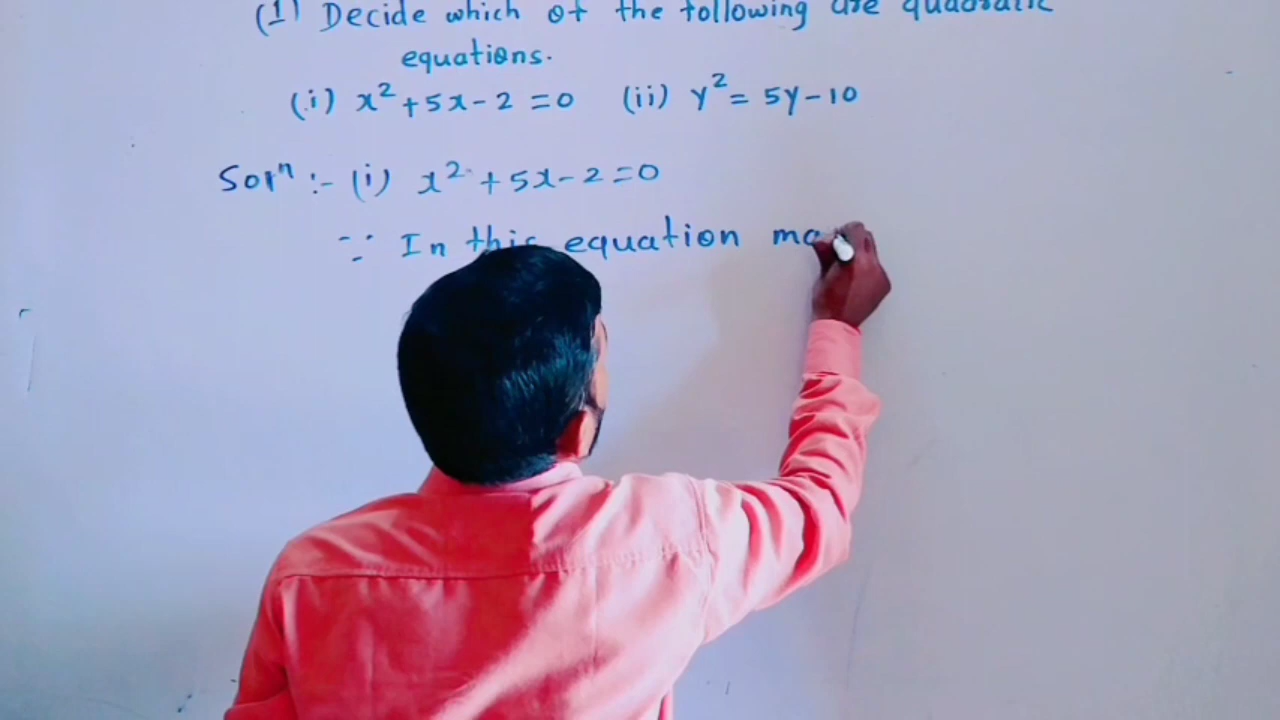 (1) Decide which of the following are quadratic
equations.
(i) x²+5x-2=0 (ii) y²=5y-10
Solⁿ:- (i) x²+5x-2=0
∵ In this equation